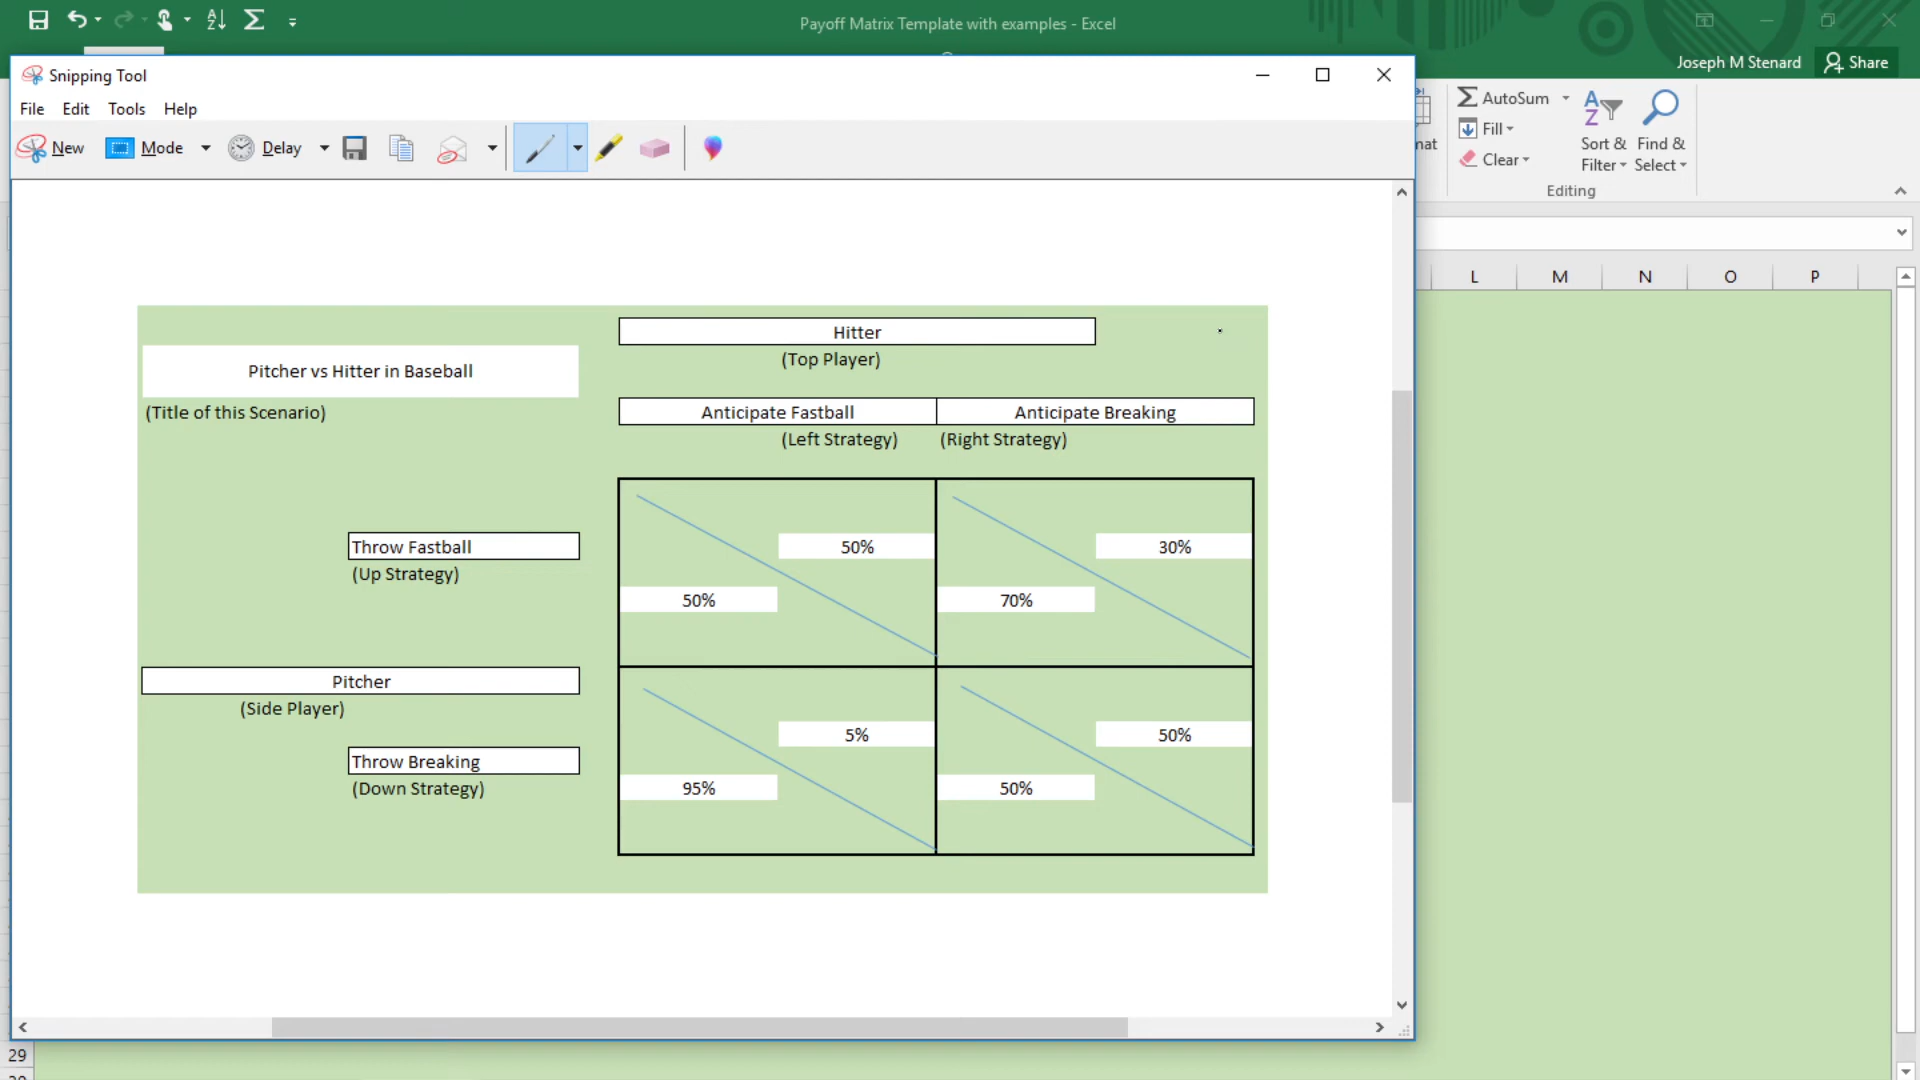 Payoff Matrix Template with examples - Excel
Joseph M Stenard
Share
Snipping Tool
File Edit Tools Help
New Mode Delay
AutoSum
Fill
Clear
Sort & Filter
Find & Select
Editing
L M N O P
Hitter
(Top Player)
Pitcher vs Hitter in Baseball
(Title of this Scenario)
Anticipate Fastball Anticipate Breaking
(Left Strategy) (Right Strategy)
Throw Fastball
(Up Strategy)
50% 30%
50% 70%
Pitcher
(Side Player)
Throw Breaking
(Down Strategy)
5% 50%
95% 50%
29